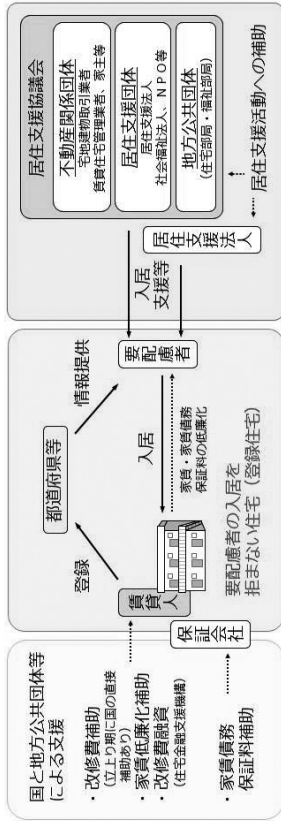 国と地方公共団体等
による支援
・改修費補助
(立上り期に国の直接
補助あり)
・家賃低廉化補助
・改修費融資
(住宅金融支援機構)
・家賃債務
保証料補助
登録
都道府県等
情報提供
賃貸人
保証会社
入居
要配慮者
家賃・家賃債務
保証料の低廉化
要配慮者の入居を
拒まない住宅(登録住宅)
入居
支援等
居住支援協議会
不動産関係団体
宅地建物取引業者
賃貸住宅管理業者、家主等
居住支援団体
居住支援法人
社会福祉法人、NPO等
地方公共団体
(住宅部局・福祉部局)
居住支援法人
居住支援活動への補助